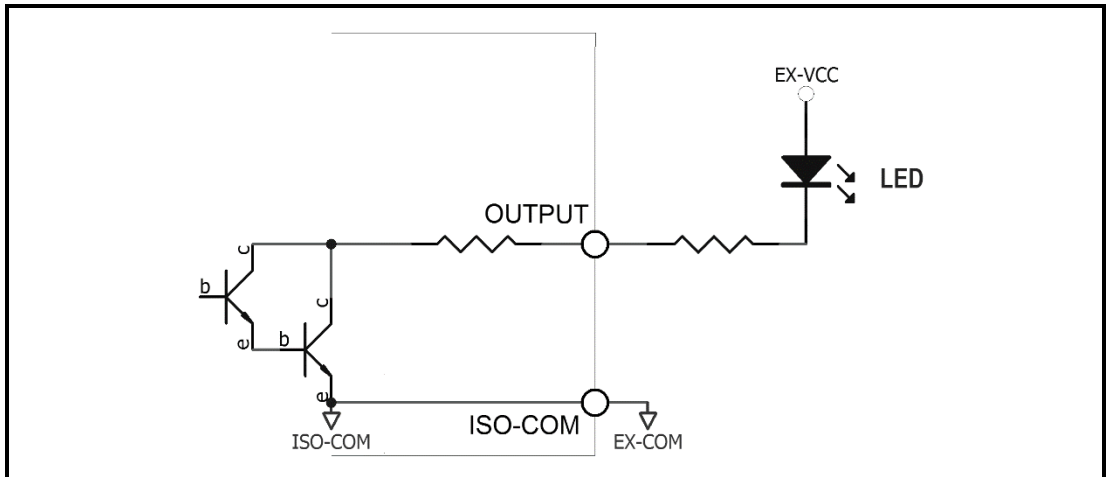 EX-VCC
LED
OUTPUT
c
b
c
e
b
e
ISO-COM
ISO-COM
EX-COM